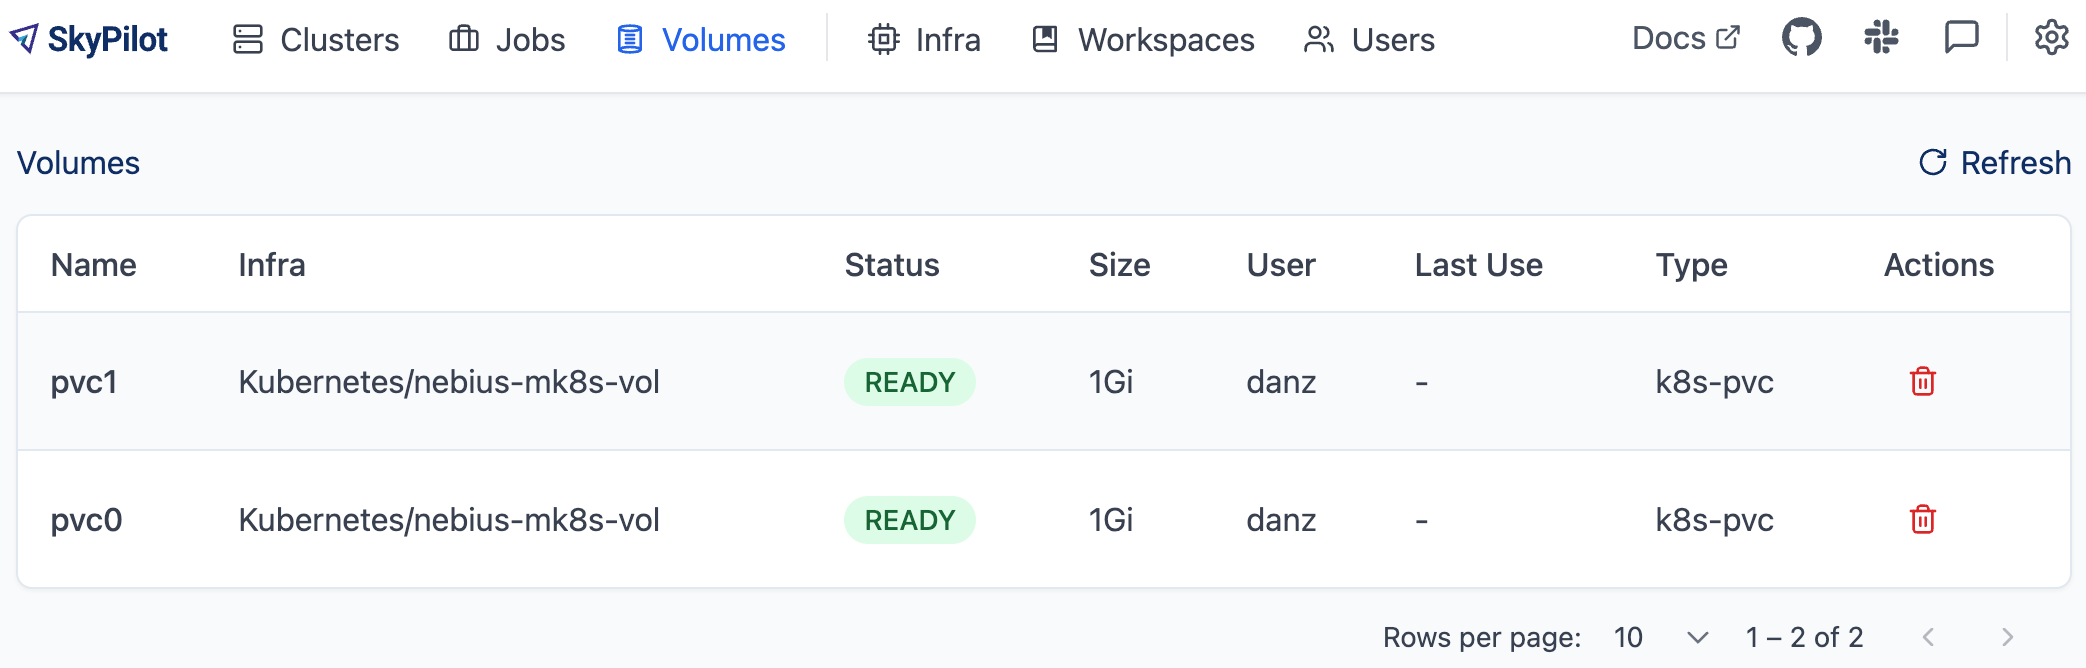 SkyPilot Clusters Jobs Volumes Infra Workspaces Users Docs
Volumes Refresh
Name Infra Status Size User Last Use Type Actions
pvc1 Kubernetes/nebius-mk8s-vol READY 1Gi danz - k8s-pvc
pvc0 Kubernetes/nebius-mk8s-vol READY 1Gi danz - k8s-pvc
Rows per page: 10 1 – 2 of 2